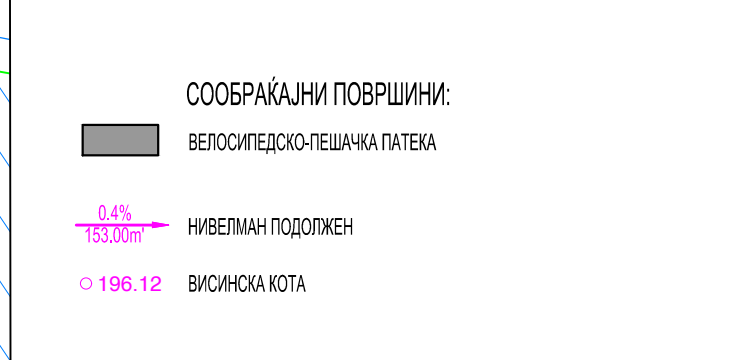 СООБРАЌАЈНИ ПОВРШИНИ:
ВЕЛОСИПЕДСКО-ПЕШАЧКА ПАТЕКА
0.4%
153.00m'
НИВЕЛМАН ПОДОЛЖЕН
196.12 ВИСИНСКА КОТА